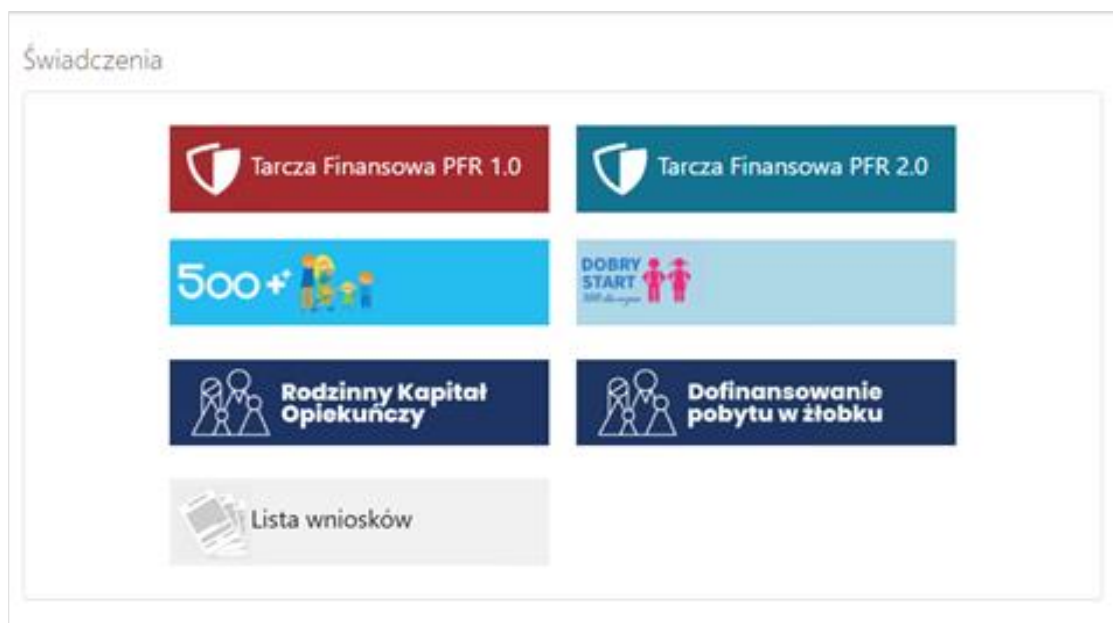 Świadczenia
Tarcza Finansowa PFR 1.0
Tarcza Finansowa PFR 2.0
500+
DOBRY
START
Rodzinny Kapitał
Opiekuńczy
Dofinansowanie
pobytu w żłobku
Lista wniosków